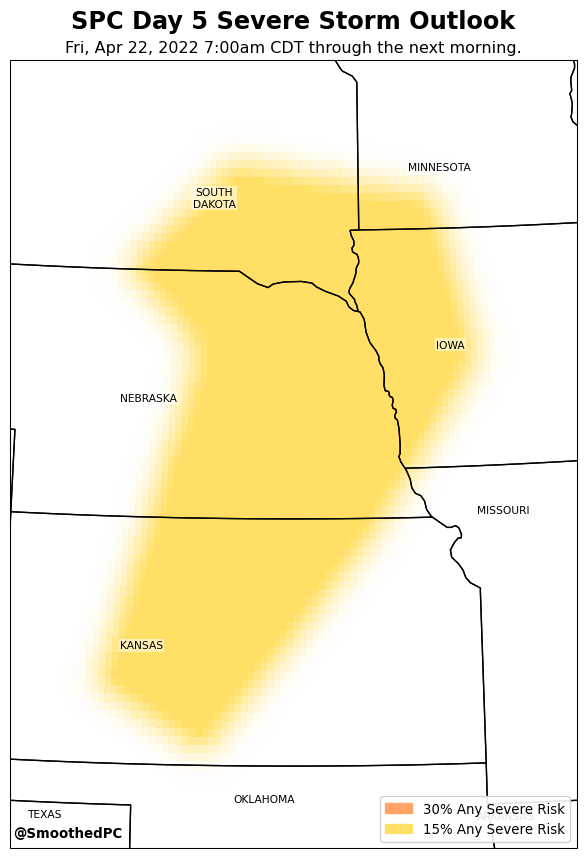 SPC Day 5 Severe Storm Outlook
Fri, Apr 22, 2022 7:00am CDT through the next morning.
MINNESOTA
SOUTH
DAKOTA
IOWA
NEBRASKA
MISSOURI
KANSAS
OKLAHOMA
30% Any Severe Risk
TEXAS
15% Any Severe Risk
@SmoothedPC